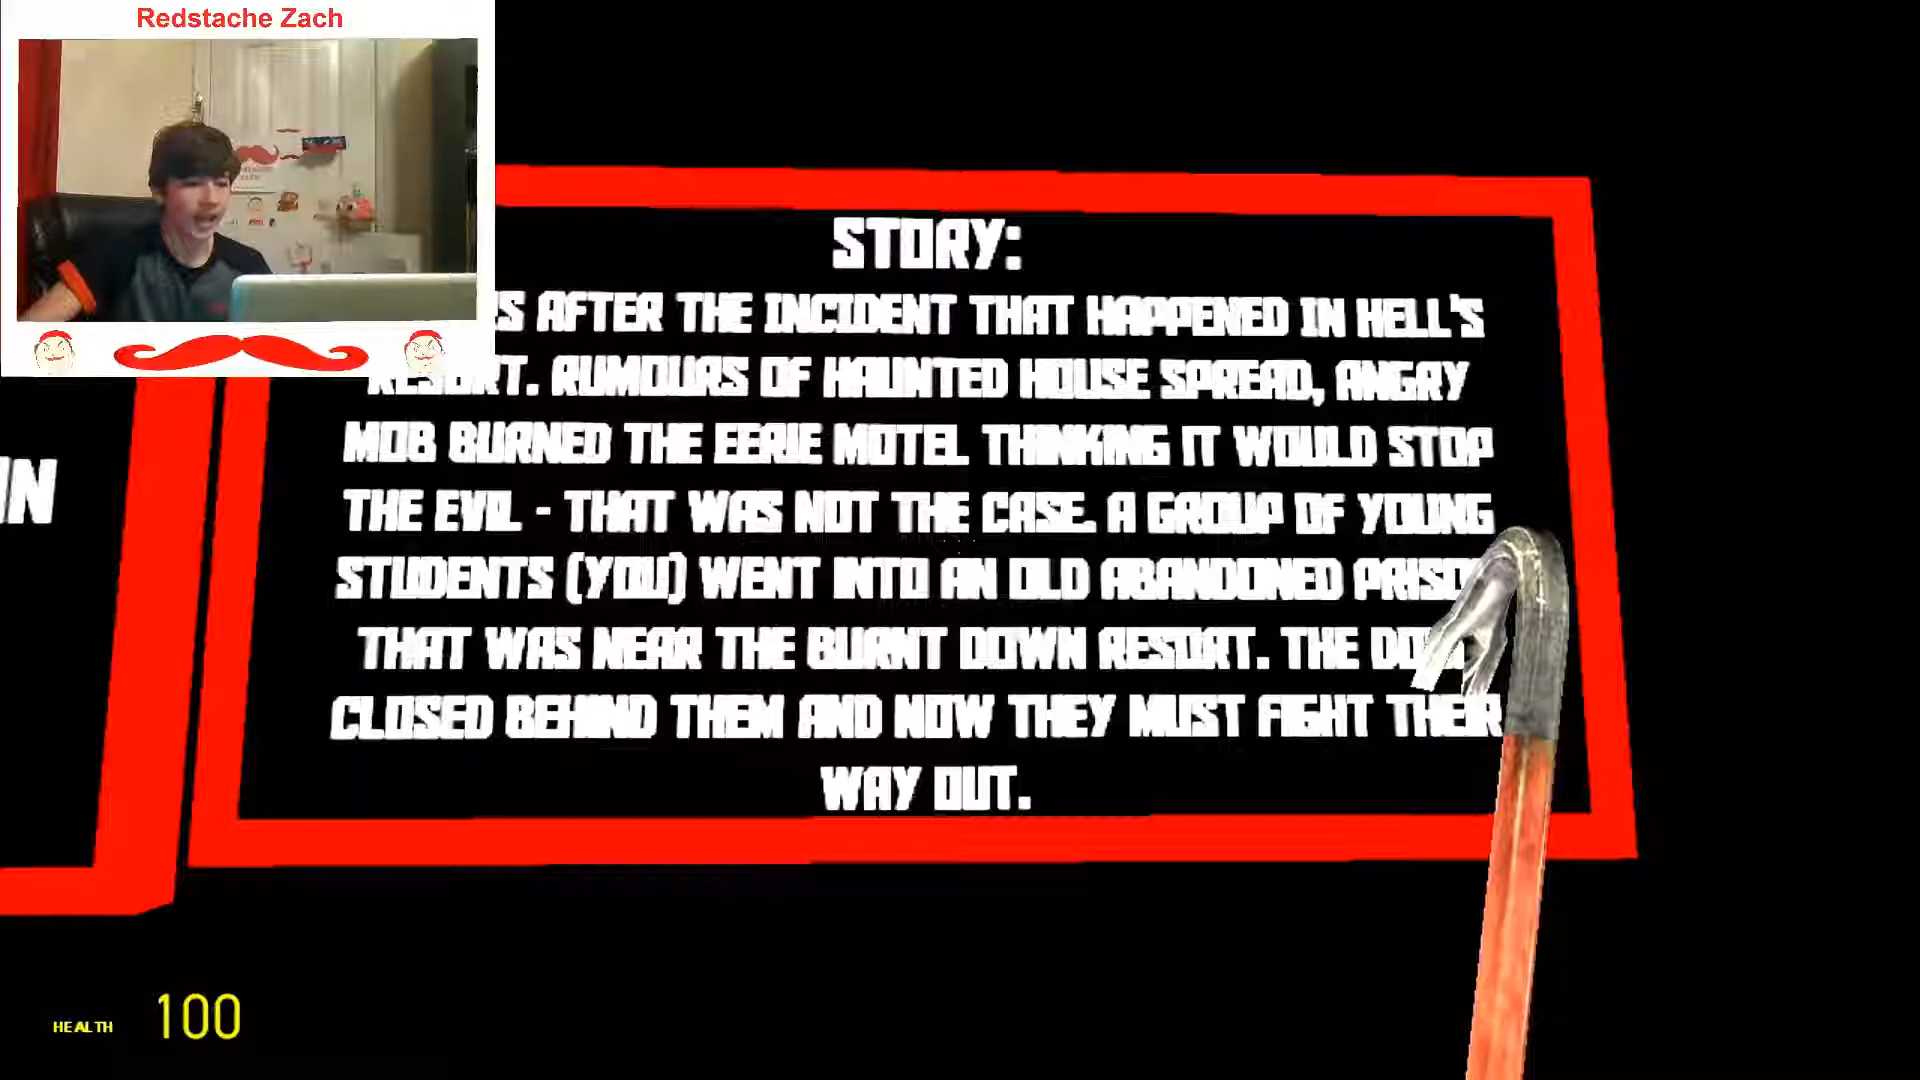 Redstache Zach
STORY:
AFTER THE INCIDENT THAT HAPPENED IN HELL'S
RESORT. RUMOURS OF HAUNTED HOUSE SPREAD, ANGRY
MOB BURNED THE EERIE MOTEL THINKING IT WOULD STOP
THE EVIL - THAT WAS NOT THE CASE. A GROUP OF YOUNG
STUDENTS (YOU) WENT INTO AN OLD ABANDONED PRISON
THAT WAS NEAR THE BURNT DOWN RESORT. THE
CLOSED BEHIND THEM AND NOW THEY MUST FIGHT THEIR
WAY OUT.
IN
HEALTH 100